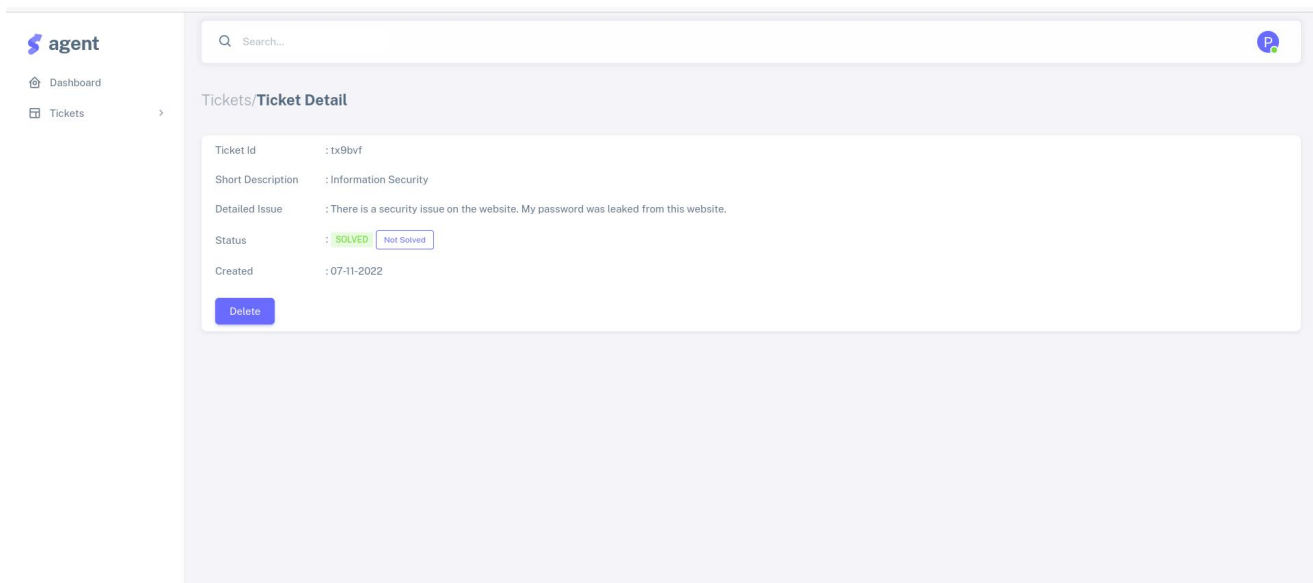 agent
Search...
P
Dashboard
Tickets
Tickets/Ticket Detail
Ticket Id : tx9bvf
Short Description : Information Security
Detailed Issue : There is a security issue on the website. My password was leaked from this website.
Status : SOLVED Not Solved
Created : 07-11-2022
Delete